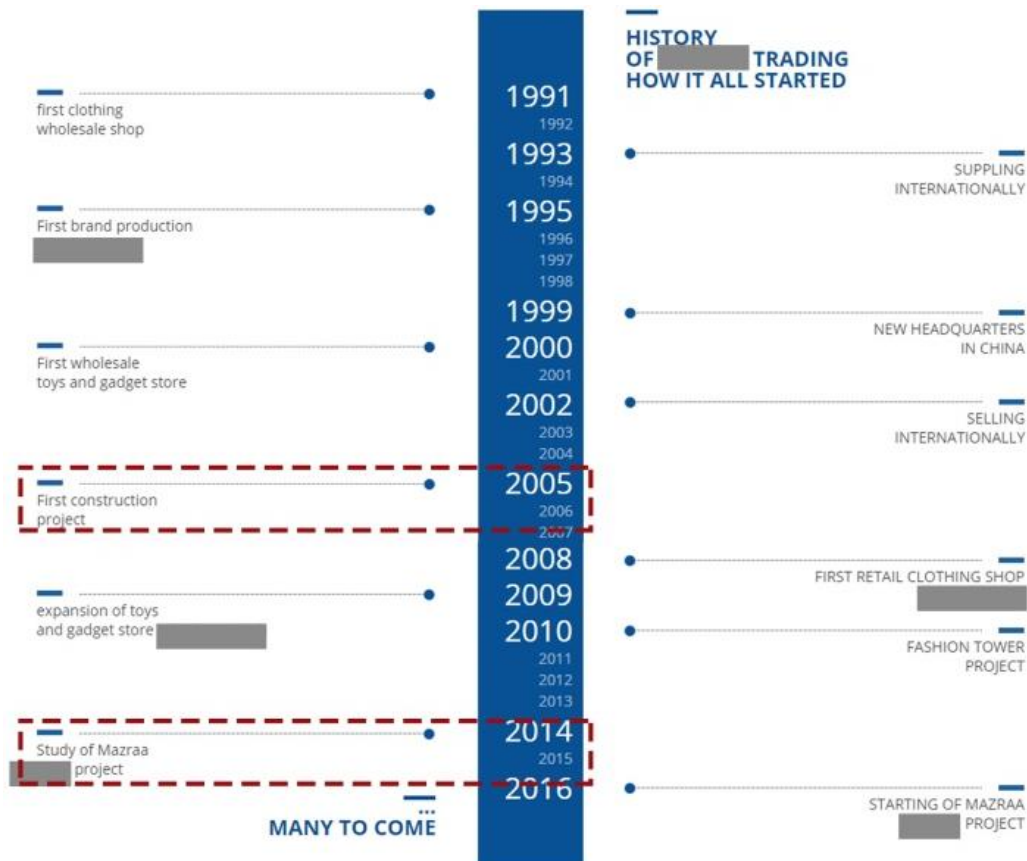 HISTORY
OF TRADING
HOW IT ALL STARTED
1991
first clothing
wholesale shop
1992
1993
SUPPLING
INTERNATIONALLY
1994
1995
First brand production
1996
1997
1998
1999
NEW HEADQUARTERS
IN CHINA
2000
First wholesale
toys and gadget store
2001
2002
SELLING
INTERNATIONALLY
2003
2004
2005
First construction
project
2006
2007
2008
FIRST RETAIL CLOTHING SHOP
2009
expansion of toys
and gadget store
2010
FASHION TOWER
PROJECT
2011
2012
2013
2014
Study of Mazraa
project
2015
2016
STARTING OF MAZRAA
PROJECT
...
MANY TO COME